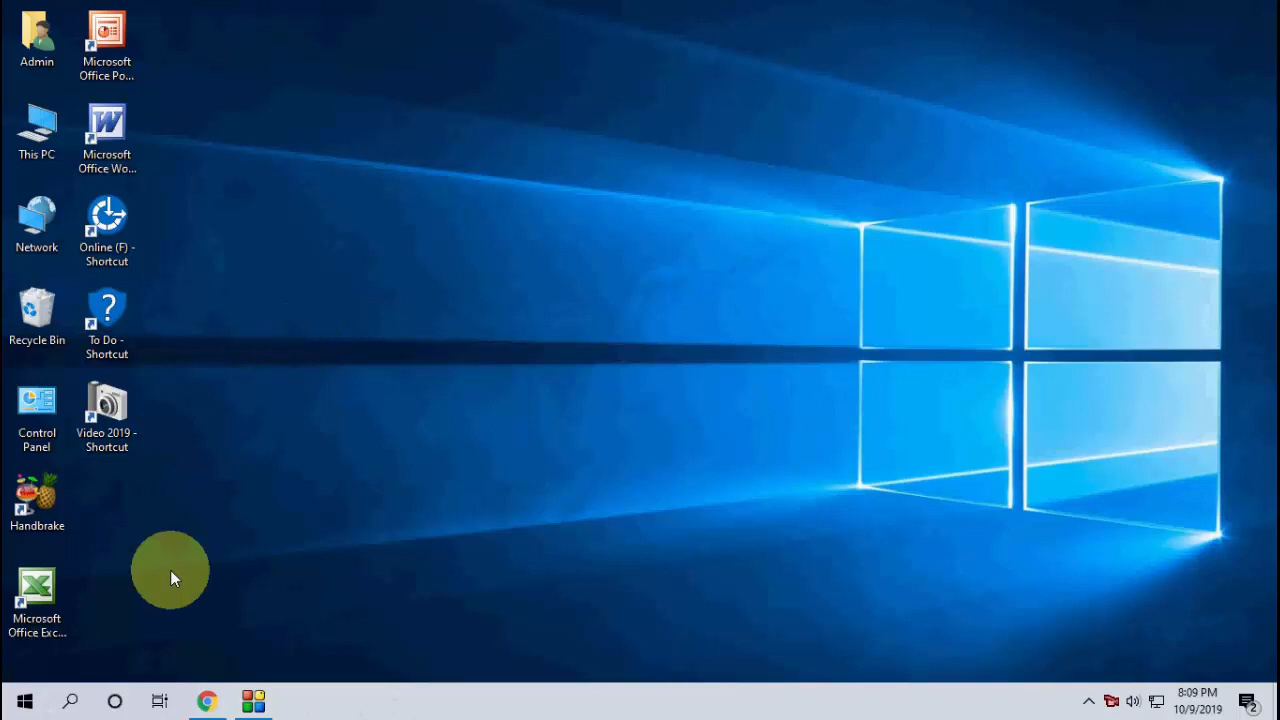 Admin
This PC
Network
Recycle Bin
Control
Panel
Handbrake
Microsoft
Office Exc...
Microsoft
Office Po...
Microsoft
Office Wo...
Online (F) -
Shortcut
To Do -
Shortcut
Video 2019 -
Shortcut
8:09 PM
10/9/2019
2